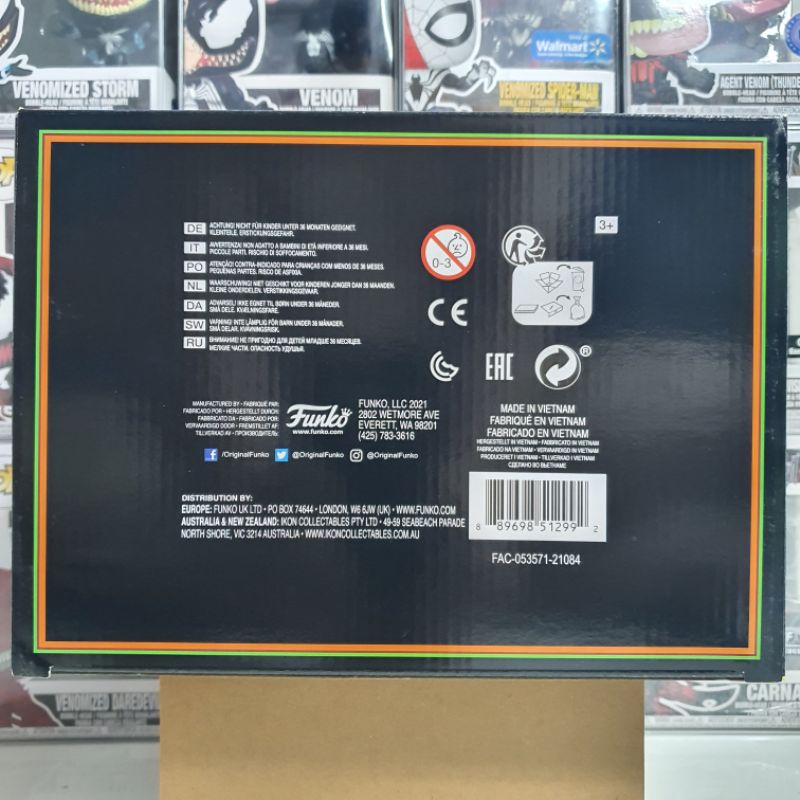 VENOMIZED STORM
VENOM
Walmart
VENOMIZED SPIDER-MAN
AGENT VENOM (THUNDE
3+
DE ACHTUNG! NICHT FÜR KINDER UNTER 36 MONATEN GEEIGNET.
KLEINTEILE. ERSTICKUNGSGEFAHR.
IT AVVERTENZA! NON ADATTO A BAMBINI DI ETÀ INFERIORE A 36 MESI.
PICCOLE PARTI. RISCHIO DI SOFFOCAMENTO.
PO ATENÇÃO! CONTRA-INDICADO PARA CRIANÇAS COM MENOS DE 36 MESES.
PEQUENAS PARTES. RISCO DE ASFIXIA.
NL WAARSCHUWING! NIET GESCHIKT VOOR KINDEREN JONGER DAN 36 MAANDEN.
KLEINE ONDERDELEN. VERSTIKKINGSGEVAAR.
DA ADVARSEL! IKKE EGNET TIL BØRN UNDER 36 MÅNEDER.
SMÅ DELE. KVÆLNINGSFARE.
SW VARNING! INTE LÄMPLIG FÖR BARN UNDER 36 MÅNADER.
SMÅ DELAR. KVÄVNINGSRISK.
RU ВНИМАНИЕ! НЕ ПРИГОДНО ДЛЯ ДЕТЕЙ МЛАДШЕ 36 МЕСЯЦЕВ.
МЕЛКИЕ ЧАСТИ. ОПАСНОСТЬ УДУШЬЯ.
0-3
CE
EAC
®
MANUFACTURED BY • FABRIQUÉ PAR:
FABRICADO POR • HERGESTELLT DURCH:
FABBRICATO DA • FABRICADO POR:
VERVAARDIGD DOOR • FREMSTILLET AF:
TILLVERKAD AV • ПРОИЗВОДИТЕЛЬ:
Funko
www.funko.com
FUNKO, LLC 2021
2802 WETMORE AVE
EVERETT, WA 98201
(425) 783-3616
/OriginalFunko @OriginalFunko @OriginalFunko
MADE IN VIETNAM
FABRIQUÉ EN VIETNAM
FABRICADO EN VIETNAM
HERGESTELLT IN VIETNAM
FABBRICATO IN VIETNAM
FABRICADO NA VIETNAM • VERVAARDIGD IN VIETNAM
PRODUCERET I VIETNAM • TILLVERKAD I VIETNAM
СДЕЛАНО ВО ВЬЕТНАМЕ
DISTRIBUTION BY:
EUROPE: FUNKO UK LTD • PO BOX 74644 • LONDON, W6 6JW (UK) • WWW.FUNKO.COM
AUSTRALIA & NEW ZEALAND: IKON COLLECTABLES PTY LTD • 49-59 SEABEACH PARADE
NORTH SHORE, VIC 3214 AUSTRALIA • WWW.IKONCOLLECTABLES.COM.AU
8 89698 51299 2
FAC-053571-21084
VENOMIZED DAREDEV
CARNA